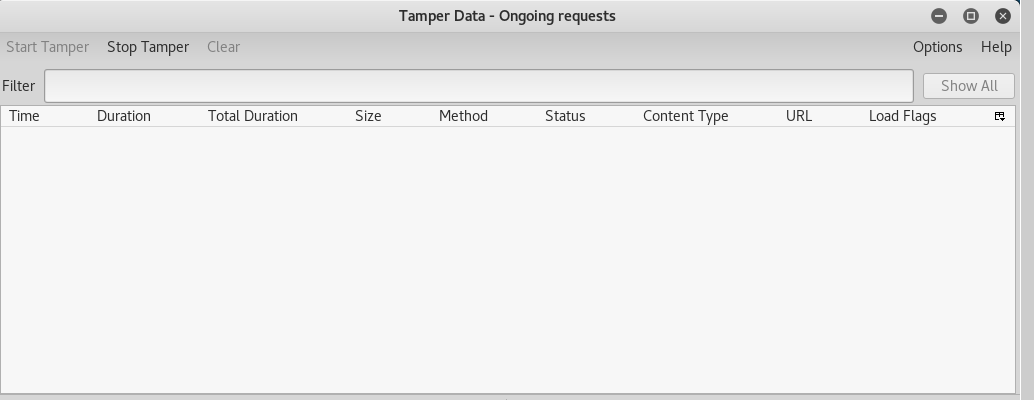 Tamper Data - Ongoing requests
Start Tamper Stop Tamper Clear Options Help
Filter Show All
Time Duration Total Duration Size Method Status Content Type URL Load Flags